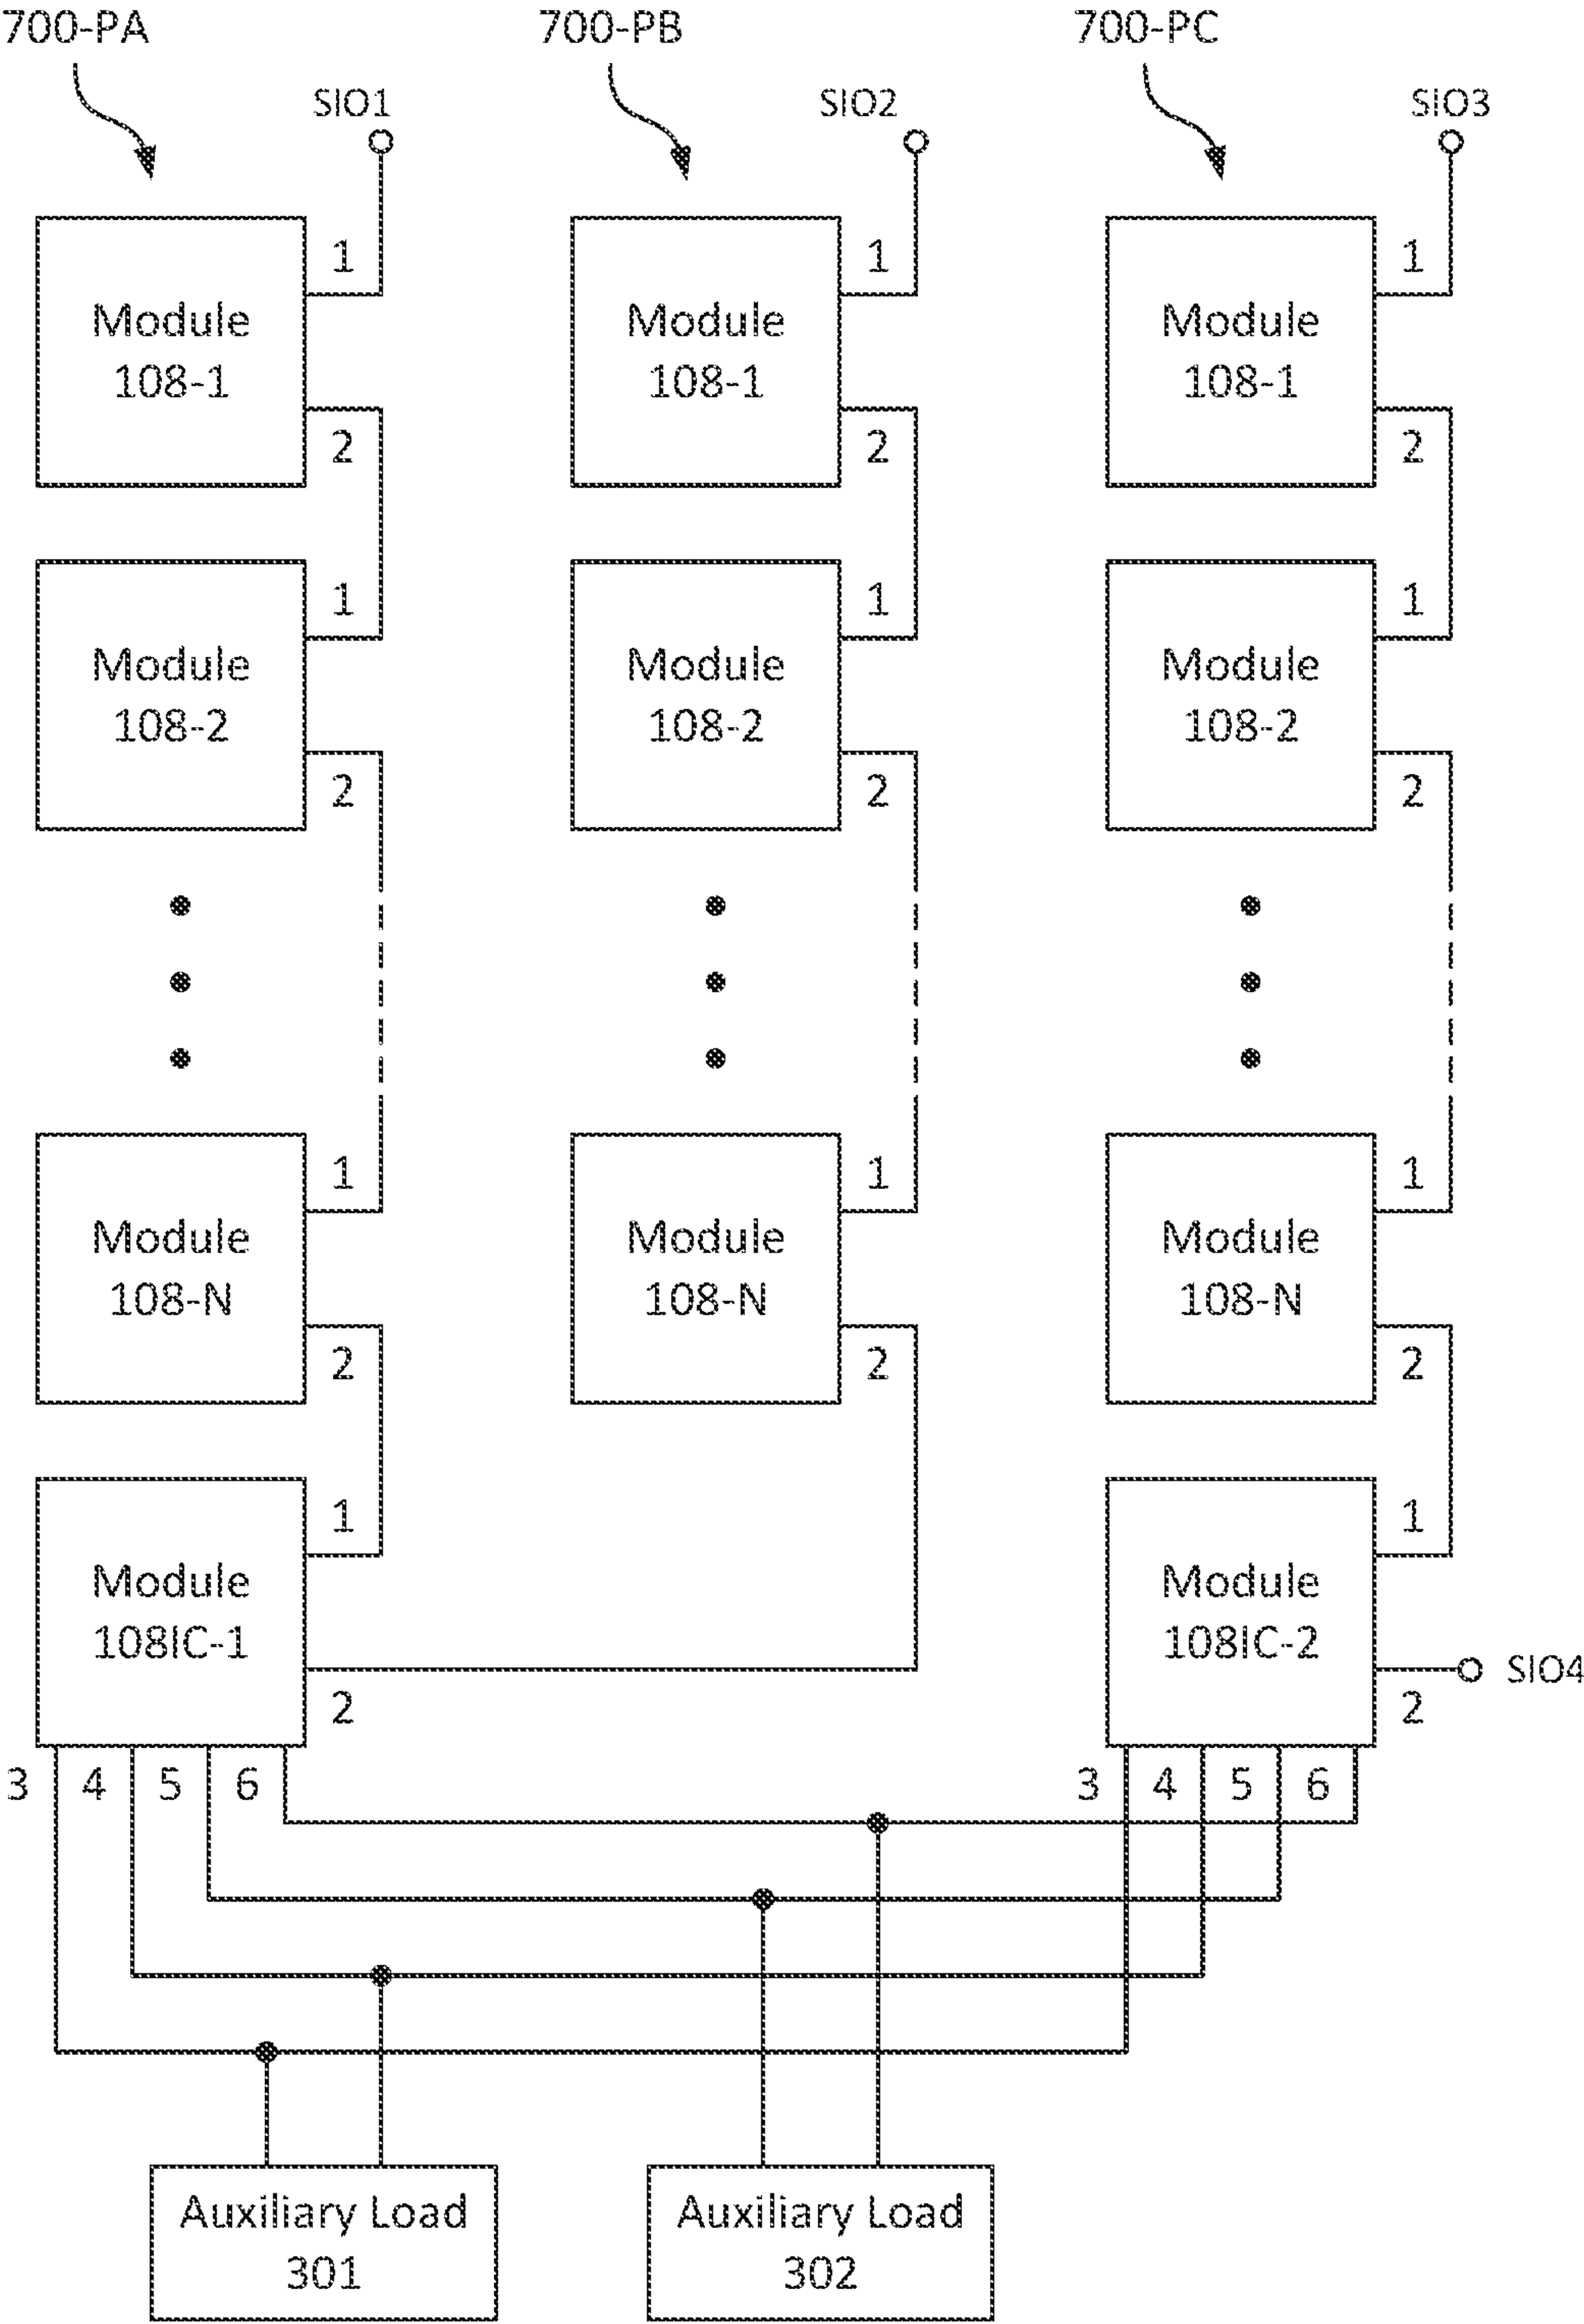 700-PA
700-PB
700-PC
SIO1
SIO2
SIO3
1
1
1
Module
108-1
Module
108-1
Module
108-1
2
2
2
1
1
1
Module
108-2
Module
108-2
Module
108-2
2
2
2
1
1
1
Module
108-N
Module
108-N
Module
108-N
2
2
2
1
1
Module
108IC-1
Module
108IC-2
SIO4
2
2
3 4 5 6
3 4 5 6
Auxiliary Load
301
Auxiliary Load
302